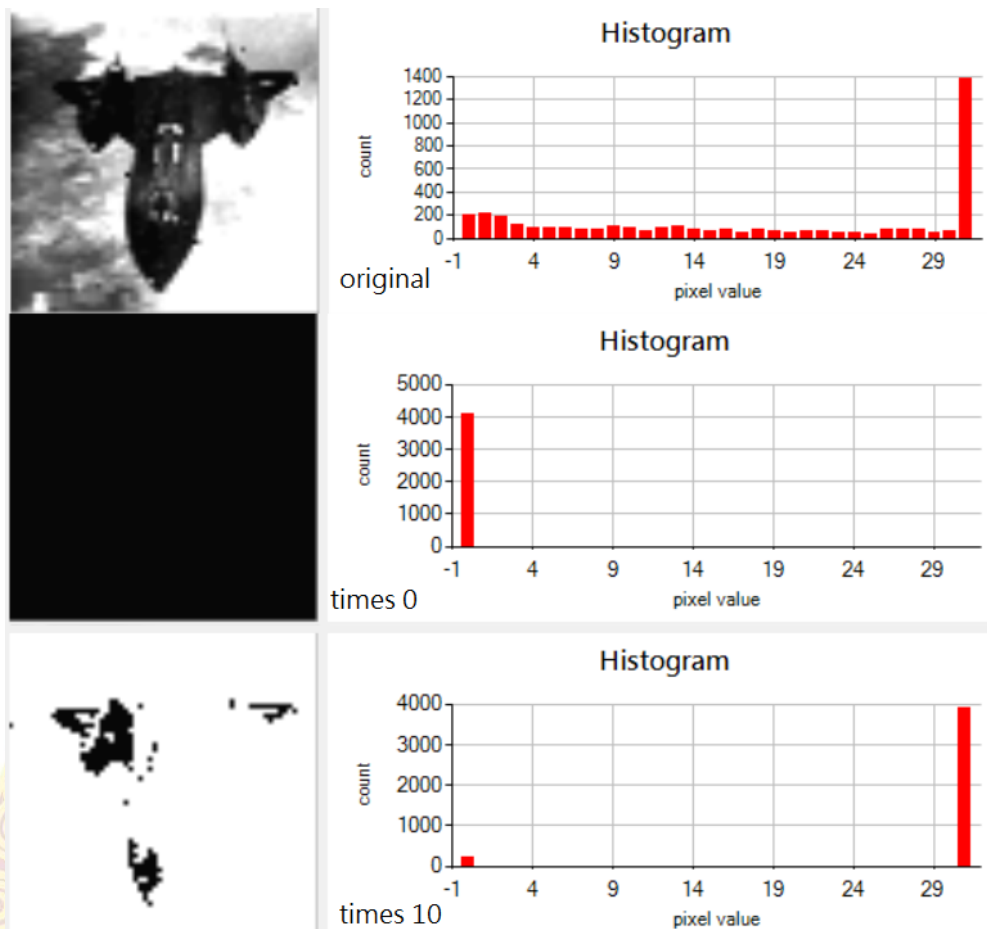 Histogram
1400
1200
1000
800
600
400
200
0
count
-1 4 9 14 19 24 29
pixel value
original
Histogram
5000
4000
3000
2000
1000
0
count
-1 4 9 14 19 24 29
pixel value
times 0
Histogram
4000
3000
2000
1000
0
count
-1 4 9 14 19 24 29
pixel value
times 10